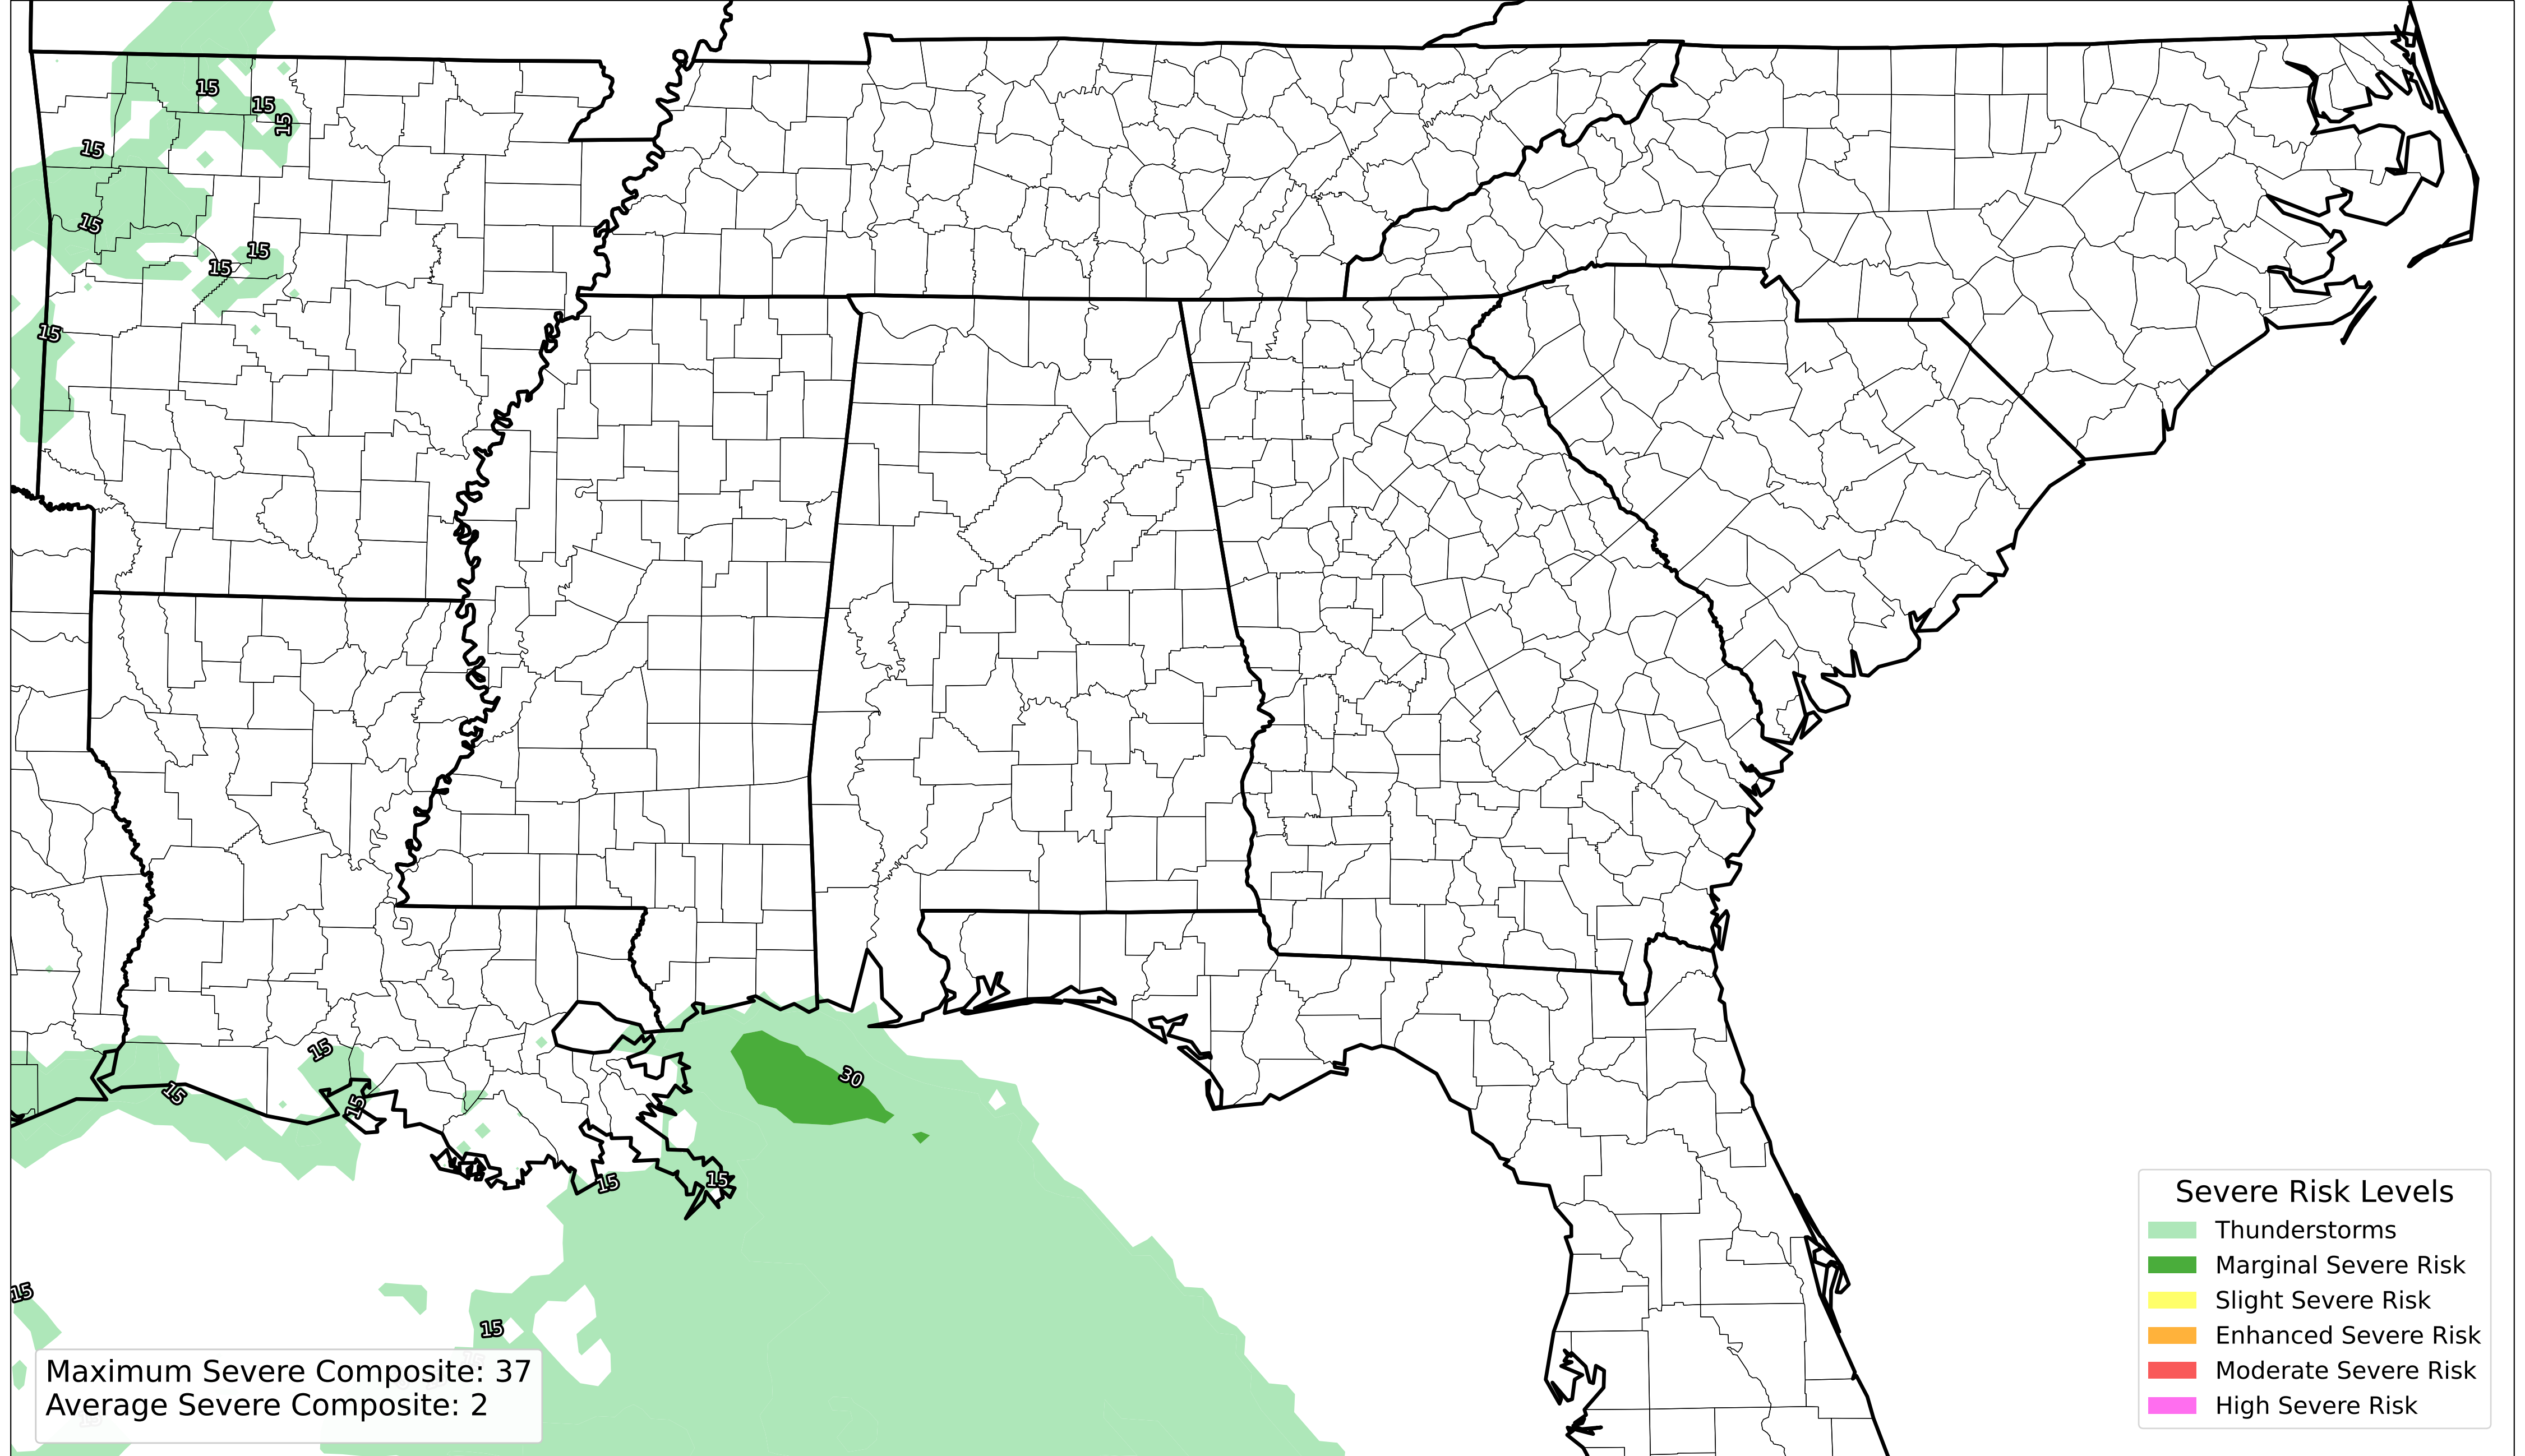 15
15
15
15
15
15
15
15
15
30
15
15
15
15
15
15
Severe Risk Levels
Thunderstorms
Marginal Severe Risk
Slight Severe Risk
Enhanced Severe Risk
Moderate Severe Risk
High Severe Risk
Maximum Severe Composite: 37
Average Severe Composite: 2